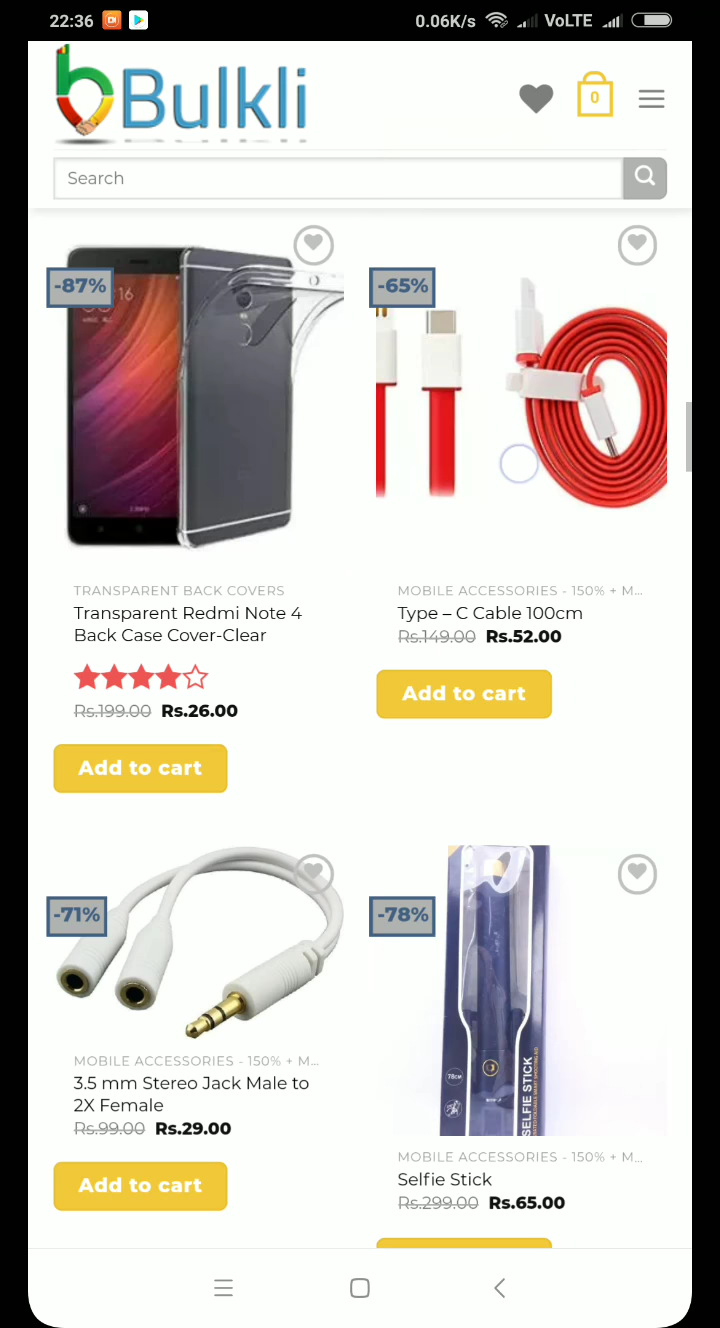 22:36
0.06K/s
VoLTE
Bulkli
0
Search
-87%
-65%
16
TRANSPARENT BACK COVERS
Transparent Redmi Note 4
Back Case Cover-Clear
Rs.199.00 Rs.26.00
Add to cart
MOBILE ACCESSORIES - 150% + M...
Type – C Cable 100cm
Rs.149.00 Rs.52.00
Add to cart
-71%
-78%
78CM
SELFIE STICK
MOBILE ACCESSORIES - 150% + M...
3.5 mm Stereo Jack Male to
2X Female
Rs.99.00 Rs.29.00
Add to cart
MOBILE ACCESSORIES - 150% + M...
Selfie Stick
Rs.299.00 Rs.65.00